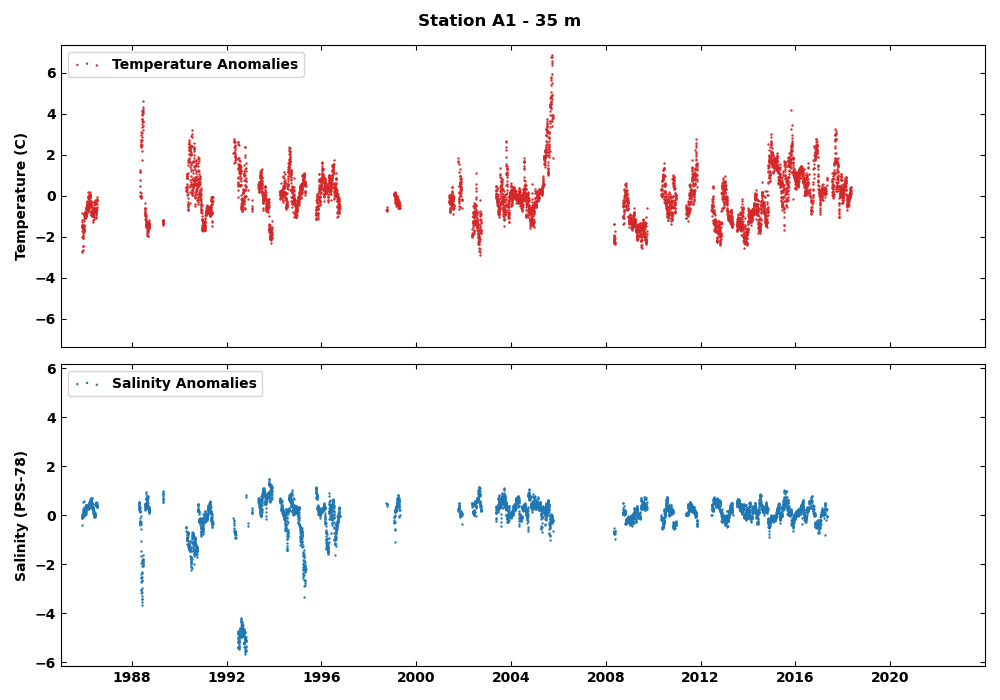 Station A1 - 35 m
Temperature Anomalies
Temperature (C)
6
4
2
0
−2
−4
−6
Salinity Anomalies
Salinity (PSS-78)
6
4
2
0
−2
−4
−6
1988 1992 1996 2000 2004 2008 2012 2016 2020